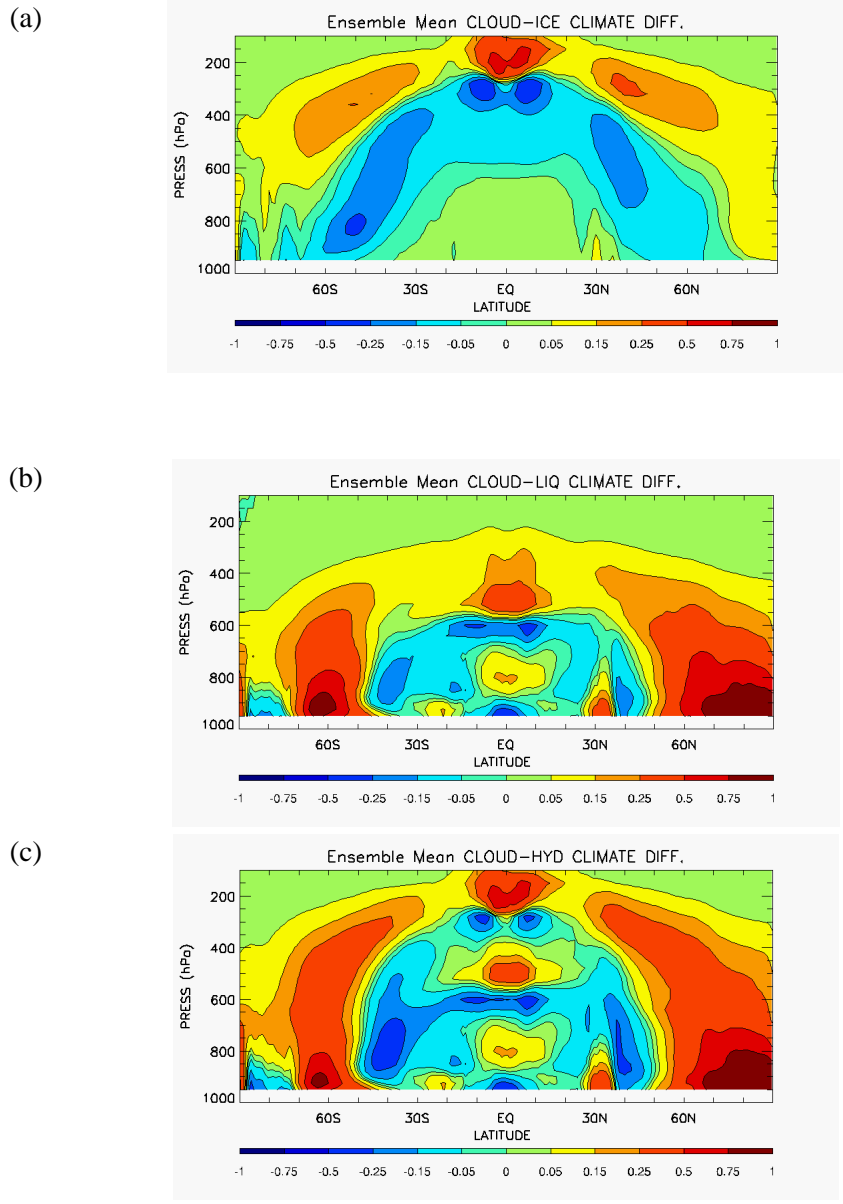 (a)
Ensemble Mean CLOUD-ICE CLIMATE DIFF.
PRESS (hPa)
200
400
600
800
1000
60S 30S EQ 30N 60N
LATITUDE
-1 -0.75 -0.5 -0.25 -0.15 -0.05 0 0.05 0.15 0.25 0.5 0.75 1
(b)
Ensemble Mean CLOUD-LIQ CLIMATE DIFF.
PRESS (hPa)
200
400
600
800
1000
60S 30S EQ 30N 60N
LATITUDE
-1 -0.75 -0.5 -0.25 -0.15 -0.05 0 0.05 0.15 0.25 0.5 0.75 1
(c)
Ensemble Mean CLOUD-HYD CLIMATE DIFF.
PRESS (hPa)
200
400
600
800
1000
60S 30S EQ 30N 60N
LATITUDE
-1 -0.75 -0.5 -0.25 -0.15 -0.05 0 0.05 0.15 0.25 0.5 0.75 1